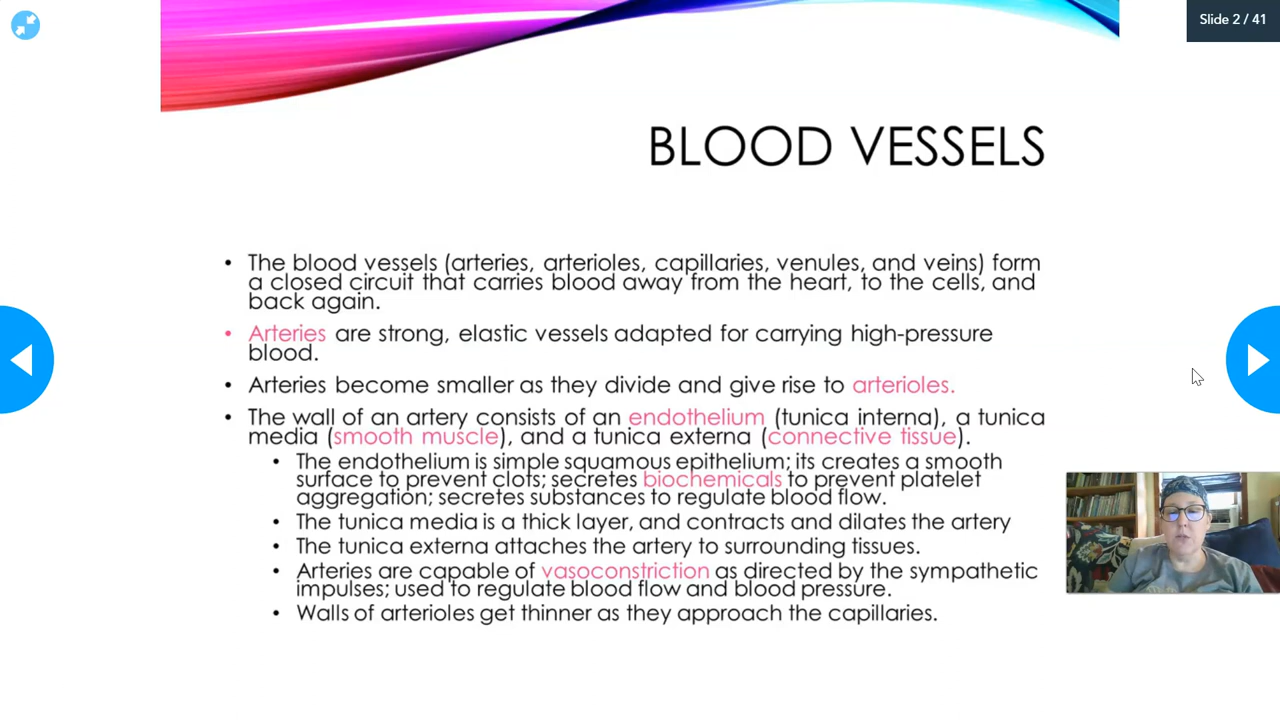 Slide 2 / 41
BLOOD VESSELS
• The blood vessels (arteries, arterioles, capillaries, venules, and veins) form
a closed circuit that carries blood away from the heart, to the cells, and
back again.
• Arteries are strong, elastic vessels adapted for carrying high-pressure
blood.
• Arteries become smaller as they divide and give rise to arterioles.
• The wall of an artery consists of an endothelium (tunica interna), a tunica
media (smooth muscle), and a tunica externa (connective tissue).
• The endothelium is simple squamous epithelium; its creates a smooth
surface to prevent clots; secretes biochemicals to prevent platelet
aggregation; secretes substances to regulate blood flow.
• The tunica media is a thick layer, and contracts and dilates the artery
• The tunica externa attaches the artery to surrounding tissues.
• Arteries are capable of vasoconstriction as directed by the sympathetic
impulses; used to regulate blood flow and blood pressure.
• Walls of arterioles get thinner as they approach the capillaries.